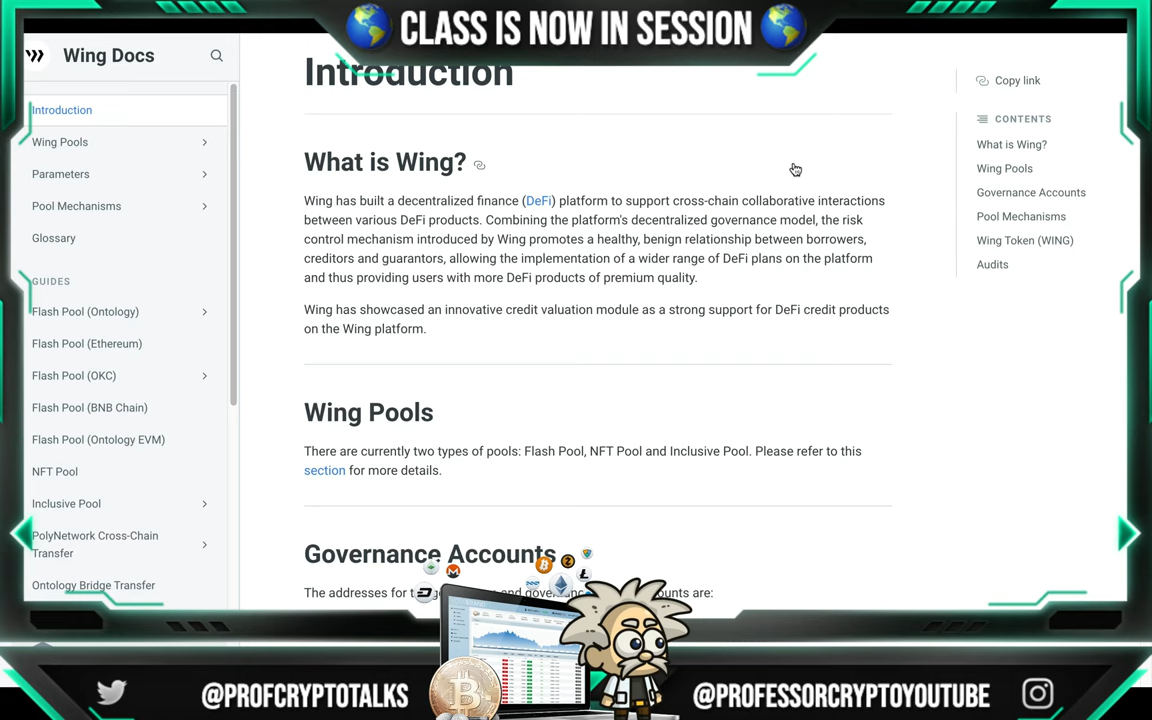 CLASS IS NOW IN SESSION
Wing Docs
Introduction
Wing Pools
Parameters
Pool Mechanisms
Glossary
GUIDES
Flash Pool (Ontology)
Flash Pool (Ethereum)
Flash Pool (OKC)
Flash Pool (BNB Chain)
Flash Pool (Ontology EVM)
NFT Pool
Inclusive Pool
PolyNetwork Cross-Chain
Transfer
Ontology Bridge Transfer
Introduction
What is Wing?
Wing has built a decentralized finance (DeFi) platform to support cross-chain collaborative interactions
between various DeFi products. Combining the platform's decentralized governance model, the risk
control mechanism introduced by Wing promotes a healthy, benign relationship between borrowers,
creditors and guarantors, allowing the implementation of a wider range of DeFi plans on the platform
and thus providing users with more DeFi products of premium quality.
Wing has showcased an innovative credit valuation module as a strong support for DeFi credit products
on the Wing platform.
Wing Pools
There are currently two types of pools: Flash Pool, NFT Pool and Inclusive Pool. Please refer to this
section for more details.
Governance Accounts
The addresses for
Copy link
CONTENTS
What is Wing?
Wing Pools
Governance Accounts
Pool Mechanisms
Wing Token (WING)
Audits
@PROFCRYPTOTALKS
@PROFESSORCRYPTOYOUTUBE